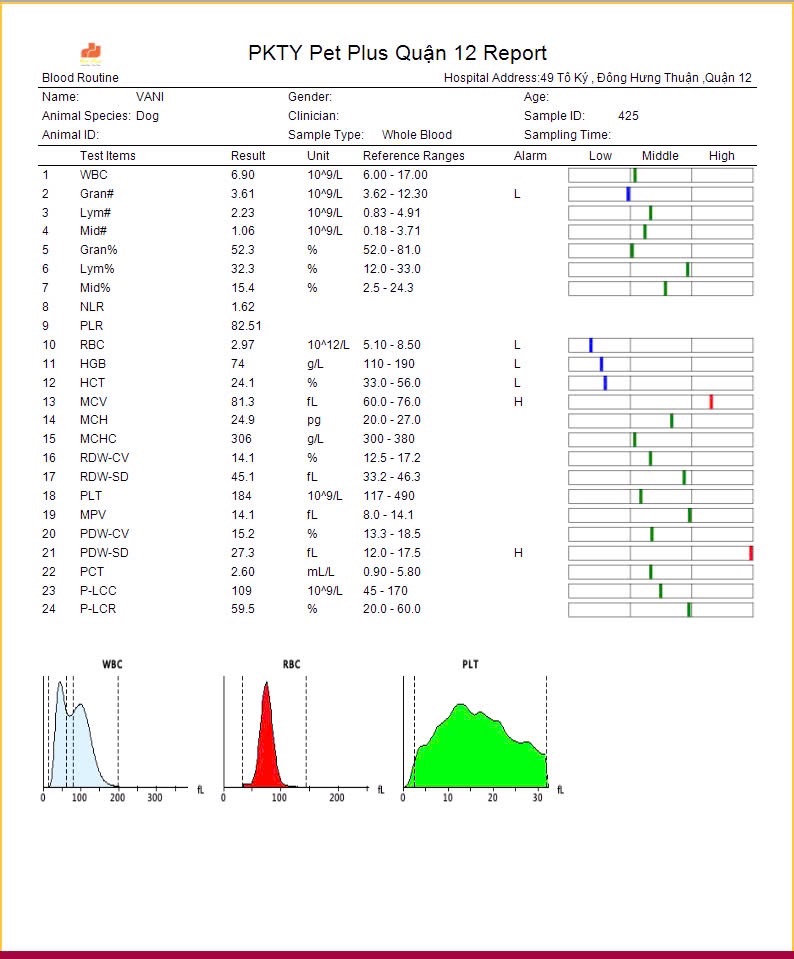 PKTY Pet Plus Quận 12 Report
Blood Routine Hospital Address:49 Tô Ký , Đông Hưng Thuận ,Quận 12
Name: VANI Gender: Age:
Animal Species: Dog Clinician: Sample ID: 425
Animal ID: Sample Type: Whole Blood Sampling Time:
Test Items Result Unit Reference Ranges Alarm Low Middle High
1 WBC 6.90 10^9/L 6.00 - 17.00
2 Gran# 3.61 10^9/L 3.62 - 12.30 L
3 Lym# 2.23 10^9/L 0.83 - 4.91
4 Mid# 1.06 10^9/L 0.18 - 3.71
5 Gran% 52.3 % 52.0 - 81.0
6 Lym% 32.3 % 12.0 - 33.0
7 Mid% 15.4 % 2.5 - 24.3
8 NLR 1.62
9 PLR 82.51
10 RBC 2.97 10^12/L 5.10 - 8.50 L
11 HGB 74 g/L 110 - 190 L
12 HCT 24.1 % 33.0 - 56.0 L
13 MCV 81.3 fL 60.0 - 76.0 H
14 MCH 24.9 pg 20.0 - 27.0
15 MCHC 306 g/L 300 - 380
16 RDW-CV 14.1 % 12.5 - 17.2
17 RDW-SD 45.1 fL 33.2 - 46.3
18 PLT 184 10^9/L 117 - 490
19 MPV 14.1 fL 8.0 - 14.1
20 PDW-CV 15.2 % 13.3 - 18.5
21 PDW-SD 27.3 fL 12.0 - 17.5 H
22 PCT 2.60 mL/L 0.90 - 5.80
23 P-LCC 109 10^9/L 45 - 170
24 P-LCR 59.5 % 20.0 - 60.0
WBC RBC PLT
0 100 200 300 fL 0 100 200 fL 0 10 20 30 fL